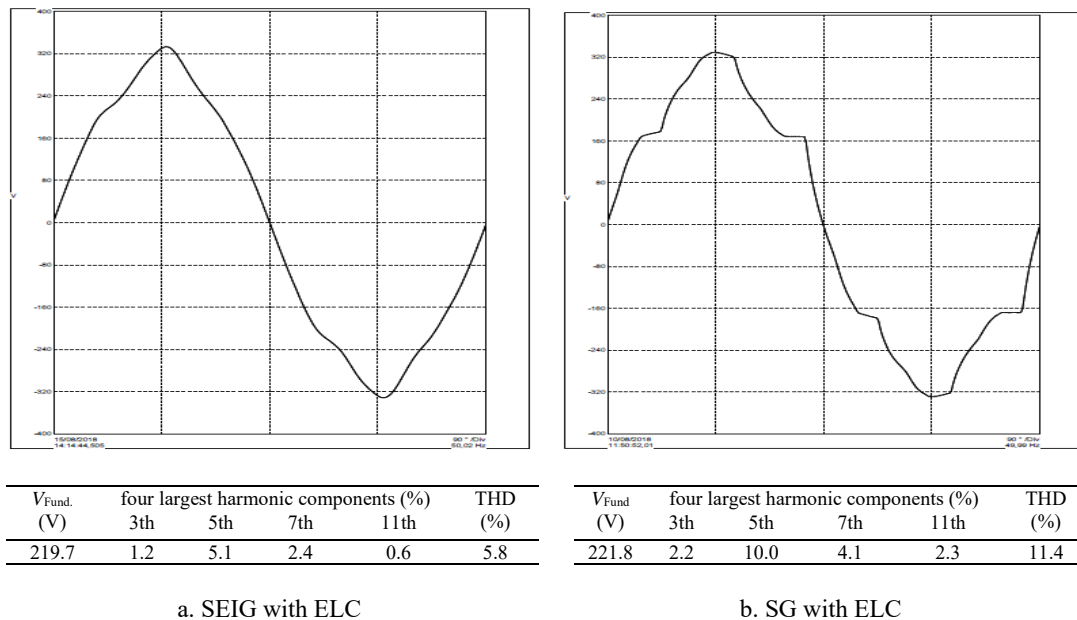 400
320
240
160
80
0
-80
-160
-240
-320
-400
V
15/08/2018
14:14:44,505
90 ° /Div
50,02 Hz
400
320
240
160
80
0
-80
-160
-240
-320
-400
V
10/08/2018
11:50:52,01
90 ° /Div
49,99 Hz
VFund. four largest harmonic components (%) THD
(V) 3th 5th 7th 11th (%)
219.7 1.2 5.1 2.4 0.6 5.8
a. SEIG with ELC
VFund four largest harmonic components (%) THD
(V) 3th 5th 7th 11th (%)
221.8 2.2 10.0 4.1 2.3 11.4
b. SG with ELC